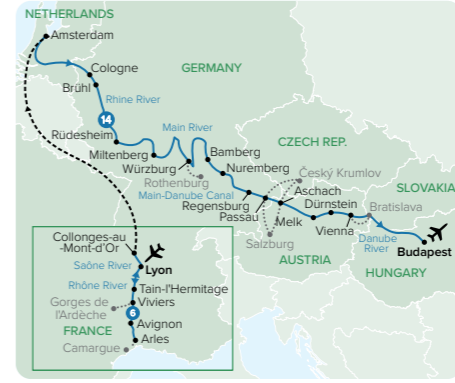 NETHERLANDS
Amsterdam
Cologne
Brühl
GERMANY
Rhine River
14
Rüdesheim
Main River
Miltenberg
Würzburg
Bamberg
Rothenburg
Nuremberg
CZECH REP.
Main-Danube Canal
Český Krumlov
Regensburg
Aschach
Passau
Dürnstein
SLOVAKIA
Melk
Bratislava
Vienna
Salzburg
Danube
River
Budapest
AUSTRIA
HUNGARY
Collonges-au
-Mont-d'Or
Saône River
Lyon
Rhône River
Tain-l'Hermitage
Gorges de
l'Ardèche
Viviers
6
FRANCE
Avignon
Camargue
Arles